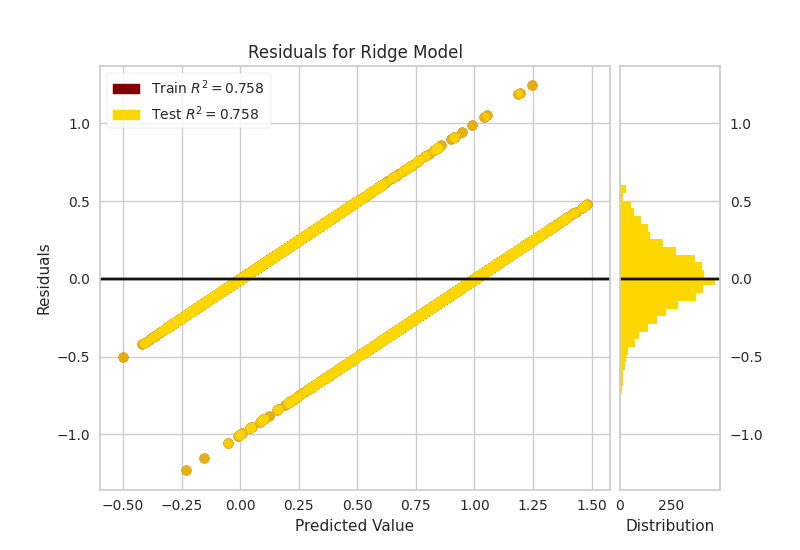 Residuals for Ridge Model
Train R² = 0.758
Test R² = 0.758
Residuals
1.0
0.5
0.0
−0.5
−1.0
1.0
0.5
0.0
−0.5
−1.0
−0.50 −0.25 0.00 0.25 0.50 0.75 1.00 1.25 1.50
0 250
Predicted Value
Distribution